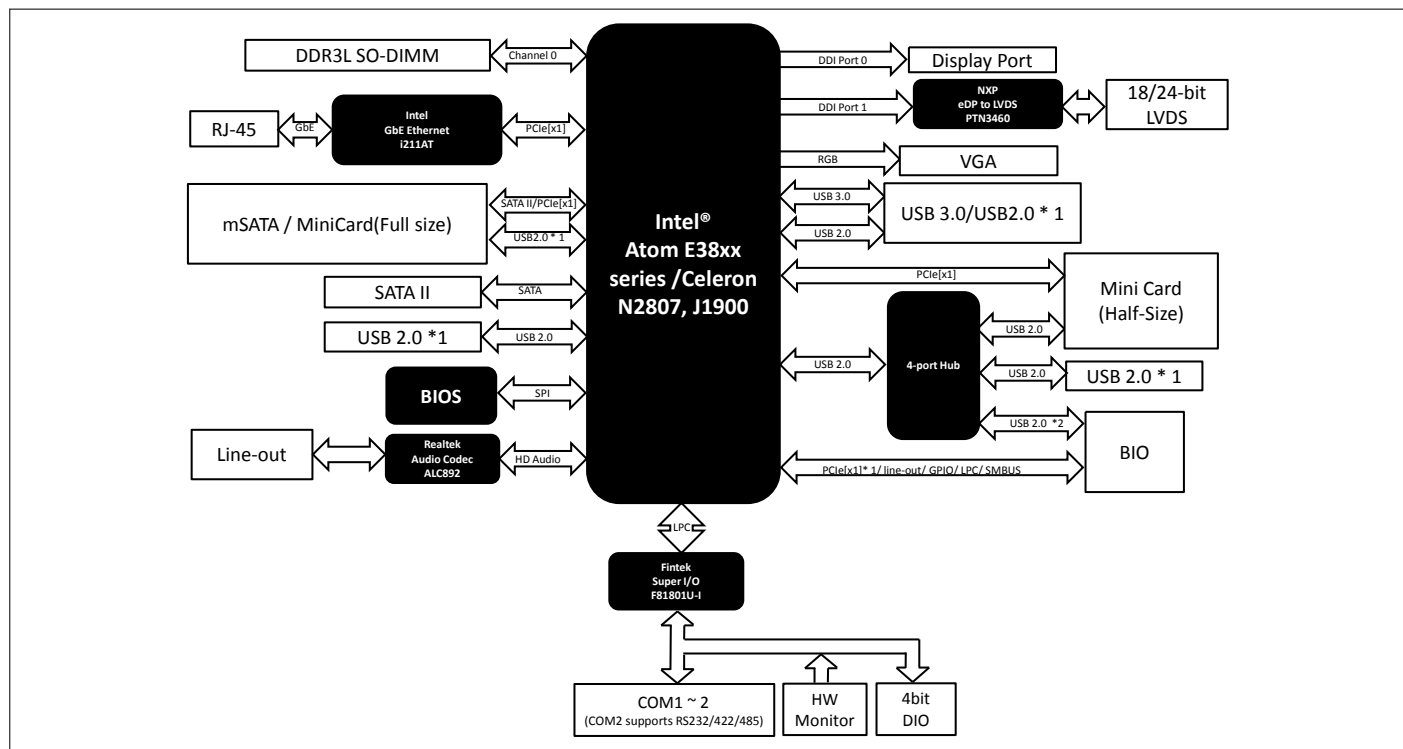 DDR3L SO-DIMM
Channel 0
RJ-45
GbE
Intel
GbE Ethernet
i211AT
PCIe[x1]
mSATA / MiniCard(Full size)
SATA II/PCIe[x1]
USB2.0 * 1
SATA II
SATA
USB 2.0 *1
USB 2.0
BIOS
SPI
Line-out
Realtek
Audio Codec
ALC892
HD Audio
Intel®
Atom E38xx
series /Celeron
N2807, J1900
DDI Port 0
Display Port
DDI Port 1
NXP
eDP to LVDS
PTN3460
18/24-bit
LVDS
RGB
VGA
USB 3.0
USB 2.0
USB 3.0/USB2.0 * 1
PCIe[x1]
Mini Card
(Half-Size)
USB 2.0
USB 2.0
4-port Hub
USB 2.0
USB 2.0 * 1
USB 2.0 *2
BIO
PCIe[x1]* 1/ line-out/ GPIO/ LPC/ SMBUS
LPC
Fintek
Super I/O
F81801U-I
COM1 ~ 2
(COM2 supports RS232/422/485)
HW
Monitor
4bit
DIO